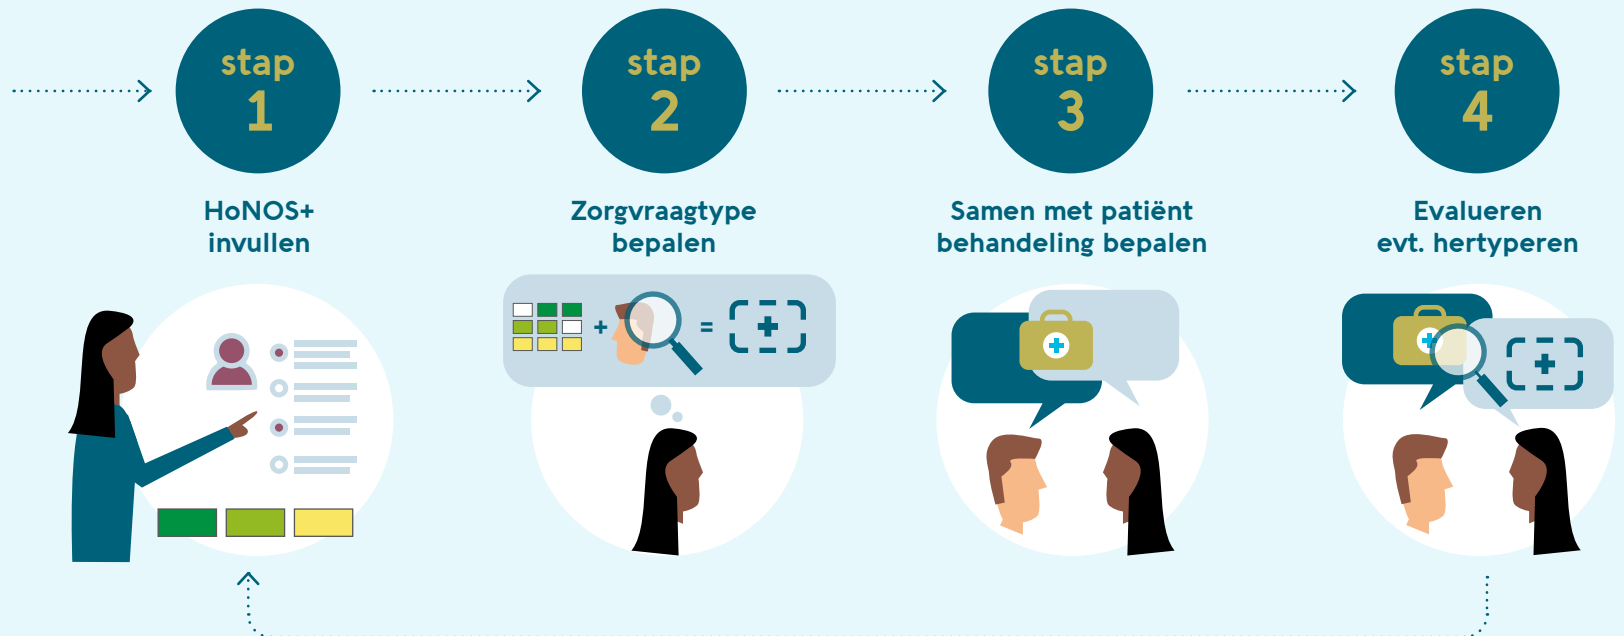 stap
1
HoNOS+
invullen
stap
2
Zorgvraagtype
bepalen
+
=
stap
3
Samen met patiënt
behandeling bepalen
stap
4
Evalueren
evt. hertyperen